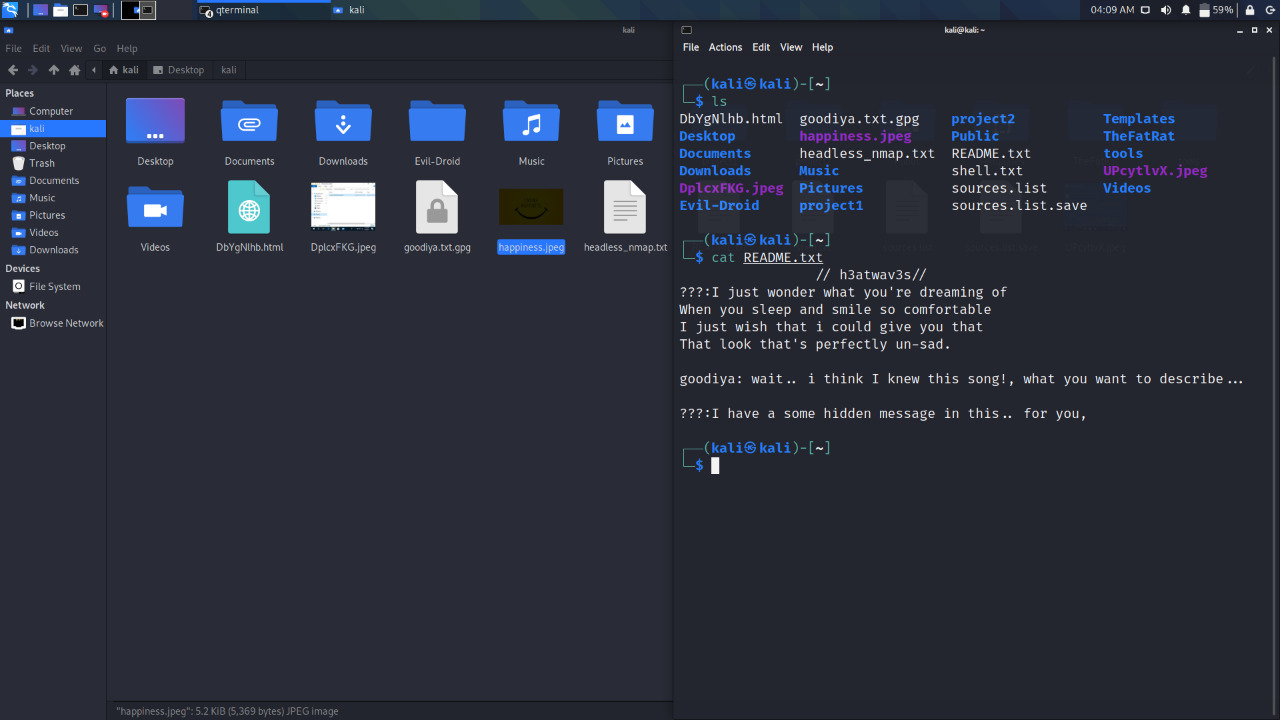 qterminal
kali
04:09 AM
59%
kali
File Edit View Go Help
kali Desktop kali
Places
Computer
kali
Desktop
Trash
Documents
Music
Pictures
Videos
Downloads
Devices
File System
Network
Browse Network
Desktop Documents Downloads Evil-Droid Music Pictures
Videos DbYgNlhb.html DplcxFKG.jpeg goodiya.txt.gpg happiness.jpeg headless_nmap.txt
"happiness.jpeg": 5.2 KiB (5,369 bytes) JPEG image
kali@kali: ~
File Actions Edit View Help
┌──(kali㉿kali)-[~]
└─$ ls
DbYgNlhb.html goodiya.txt.gpg project2 Templates
Desktop happiness.jpeg Public TheFatRat
Documents headless_nmap.txt README.txt tools
Downloads Music shell.txt UPcytlvX.jpeg
DplcxFKG.jpeg Pictures sources.list Videos
Evil-Droid project1 sources.list.save
┌──(kali㉿kali)-[~]
└─$ cat README.txt
// h3atwav3s//
???:I just wonder what you're dreaming of
When you sleep and smile so comfortable
I just wish that i could give you that
That look that's perfectly un-sad.
goodiya: wait.. i think I knew this song!, what you want to describe...
???:I have a some hidden message in this.. for you,
┌──(kali㉿kali)-[~]
└─$